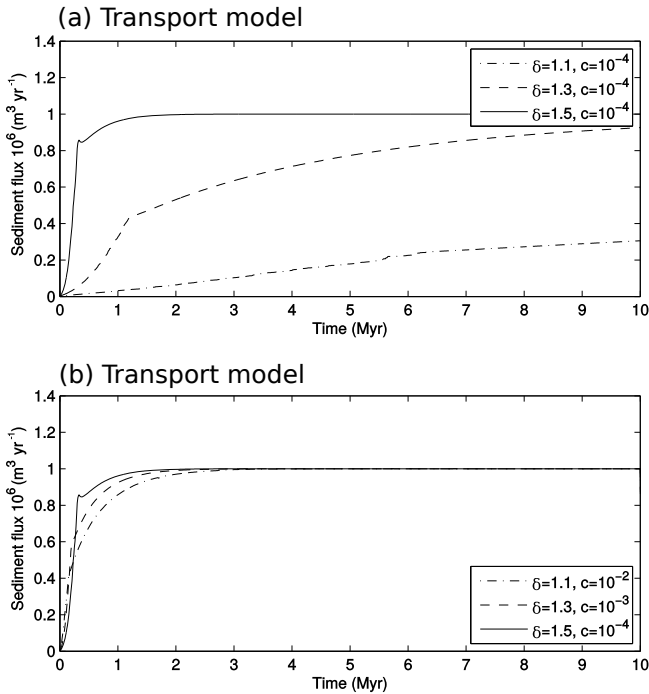 (a) Transport model
1.4
1.2
1
0.8
0.6
0.4
0.2
0
Sediment flux 10⁶ (m³ yr⁻¹)
δ=1.1, c=10⁻⁴
δ=1.3, c=10⁻⁴
δ=1.5, c=10⁻⁴
0 1 2 3 4 5 6 7 8 9 10
Time (Myr)
(b) Transport model
1.4
1.2
1
0.8
0.6
0.4
0.2
0
Sediment flux 10⁶ (m³ yr⁻¹)
δ=1.1, c=10⁻²
δ=1.3, c=10⁻³
δ=1.5, c=10⁻⁴
0 1 2 3 4 5 6 7 8 9 10
Time (Myr)